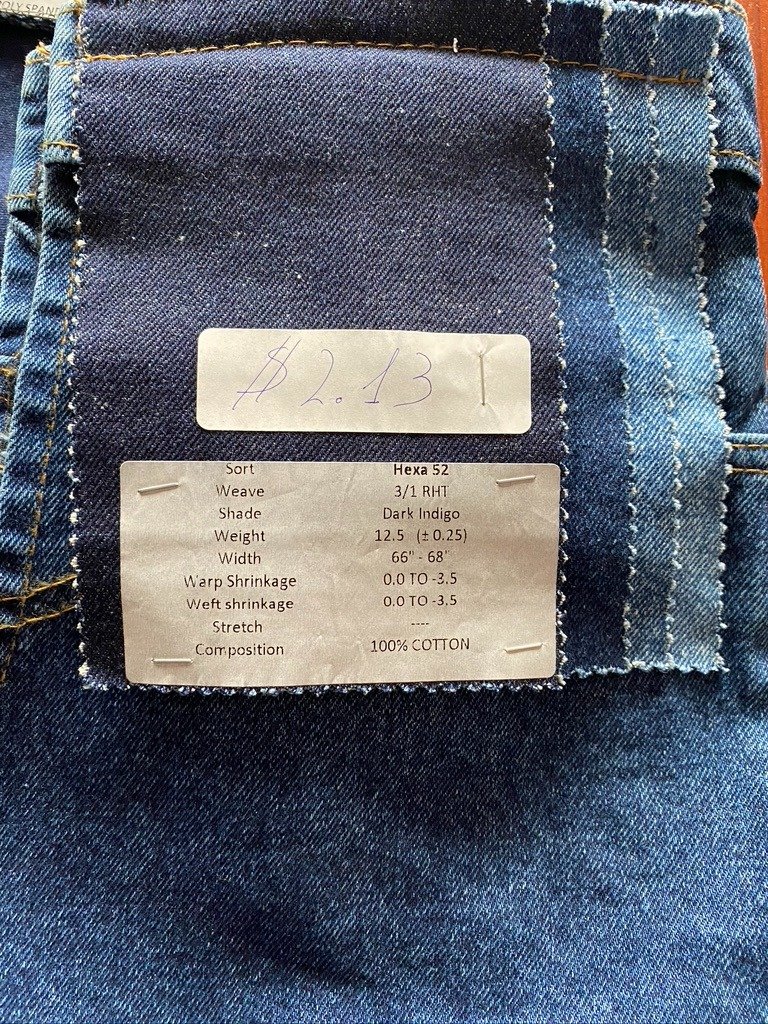 OLY SPAN
$ 2.13
Sort Hexa 52
Weave 3/1 RHT
Shade Dark Indigo
Weight 12.5 (± 0.25)
Width 66" - 68"
Warp Shrinkage 0.0 TO -3.5
Weft shrinkage 0.0 TO -3.5
Stretch ----
Composition 100% COTTON